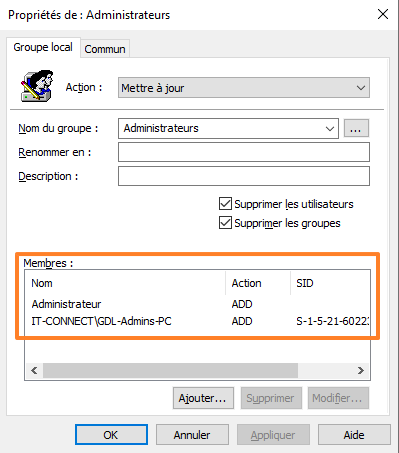 Propriétés de : Administrateurs
Groupe local Commun
Action : Mettre à jour
Nom du groupe : Administrateurs ...
Renommer en :
Description :
Supprimer les utilisateurs
Supprimer les groupes
Membres :
Nom Action SID
Administrateur ADD
IT-CONNECT\GDL-Admins-PC ADD S-1-5-21-6022
Ajouter... Supprimer Modifier...
OK Annuler Appliquer Aide